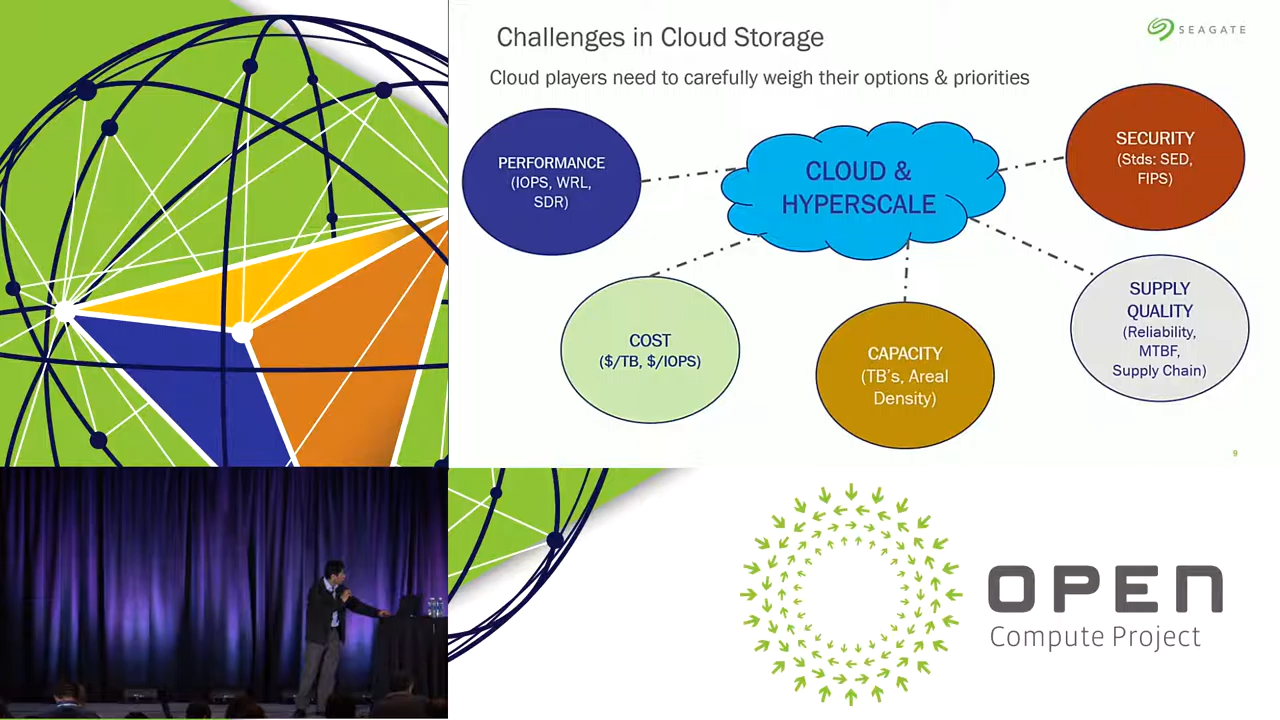 Challenges in Cloud Storage
SEAGATE
Cloud players need to carefully weigh their options & priorities
PERFORMANCE
(IOPS, WRL,
SDR)
CLOUD &
HYPERSCALE
SECURITY
(Stds: SED,
FIPS)
COST
($/TB, $/IOPS)
CAPACITY
(TB's, Areal
Density)
SUPPLY
QUALITY
(Reliability,
MTBF,
Supply Chain)
9
OPEN
Compute Project